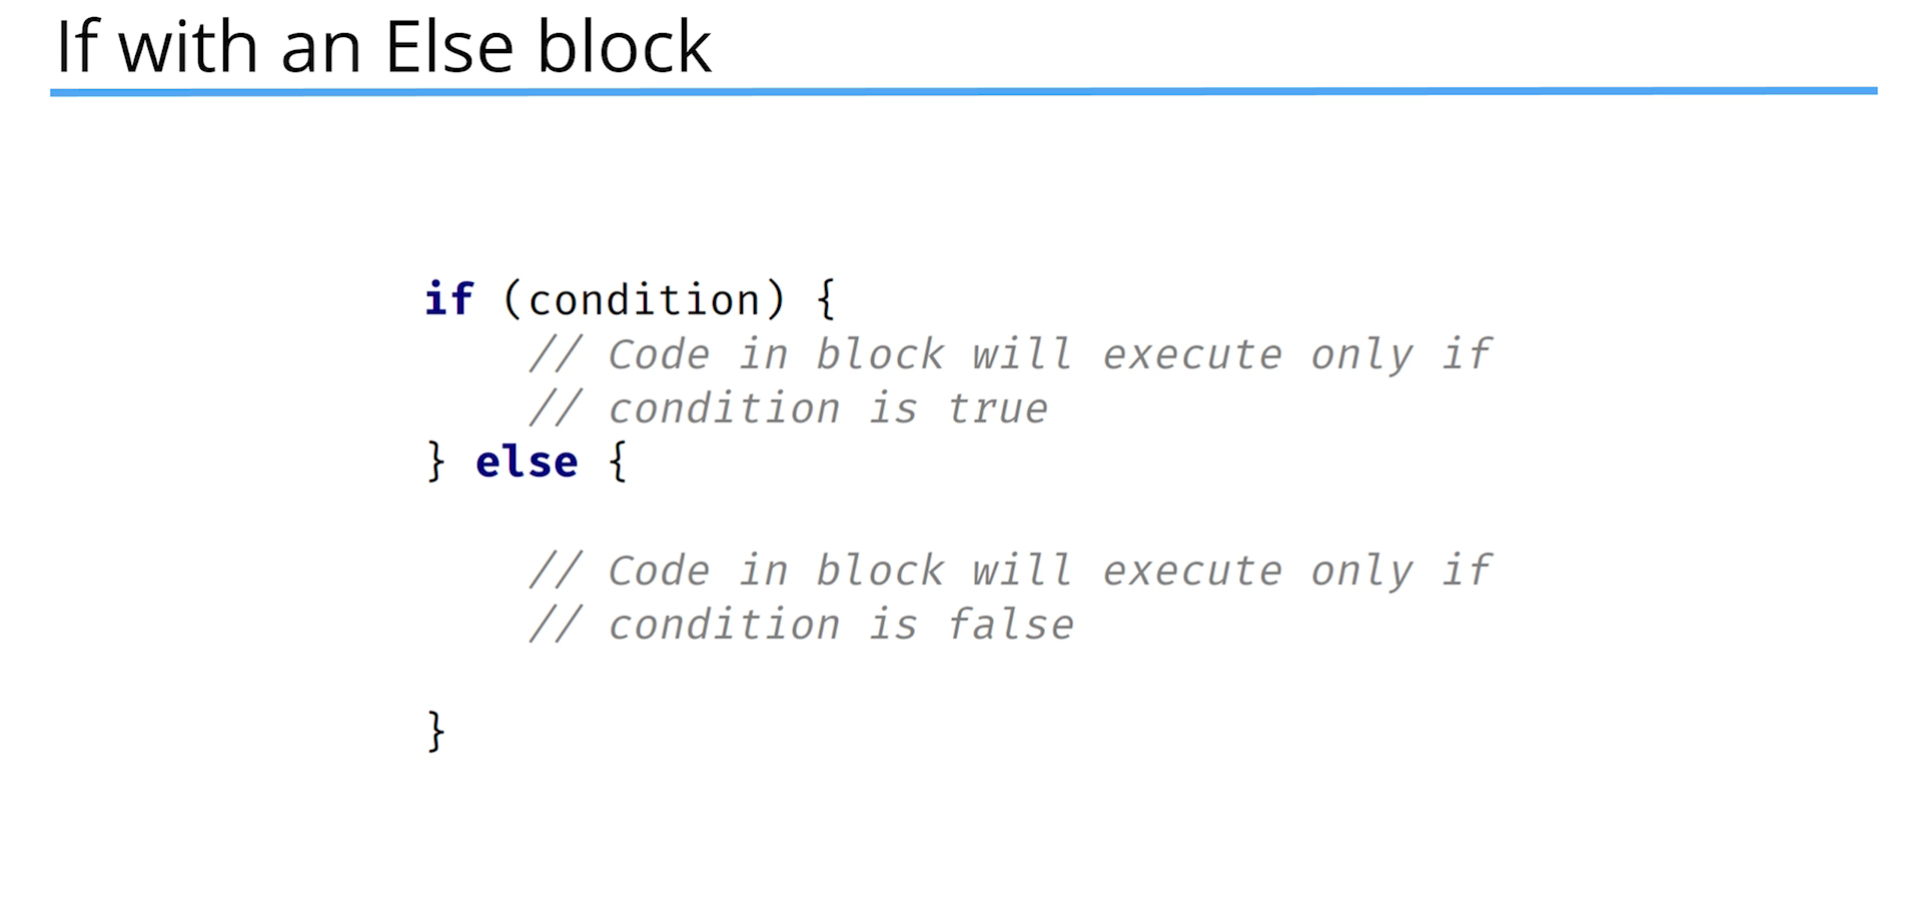 If with an Else block
if (condition) {
// Code in block will execute only if
// condition is true
} else {
// Code in block will execute only if
// condition is false
}